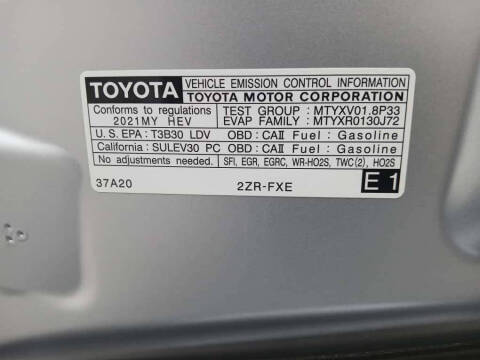 TOYOTA VEHICLE EMISSION CONTROL INFORMATION
TOYOTA MOTOR CORPORATION
Conforms to regulations TEST GROUP : MTYXV01.8P33
2021MY HEV EVAP FAMILY : MTYXR0130J72
U.S. EPA : T3B30 LDV OBD : CAII Fuel : Gasoline
California : SULEV30 PC OBD : CAII Fuel : Gasoline
No adjustments needed. SFI, EGR, EGRC, WR-HO2S, TWC (2), HO2S
37A20 2ZR-FXE E 1